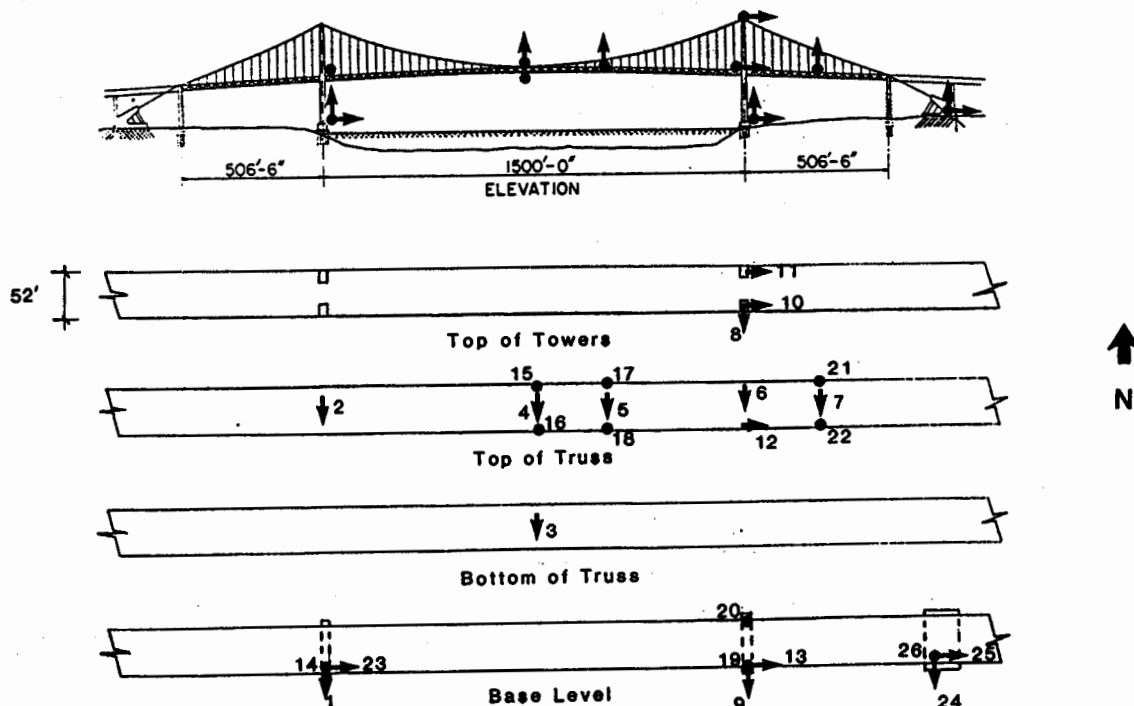 506'-6" 1500'-0" 506'-6"
ELEVATION
52'
11
10
8
Top of Towers
15 17 21
2 4 5 6 7
16 18 12 22
Top of Truss
N
3
Bottom of Truss
20
14 23 19 13 26 25
1 9 24
Base Level